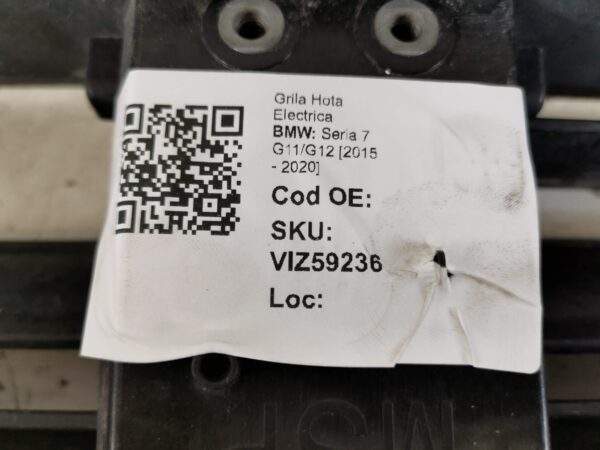 Grila Hota
Electrica
BMW: Seria 7
G11/G12 [2015
- 2020]
Cod OE:
SKU:
VIZ59236
Loc: